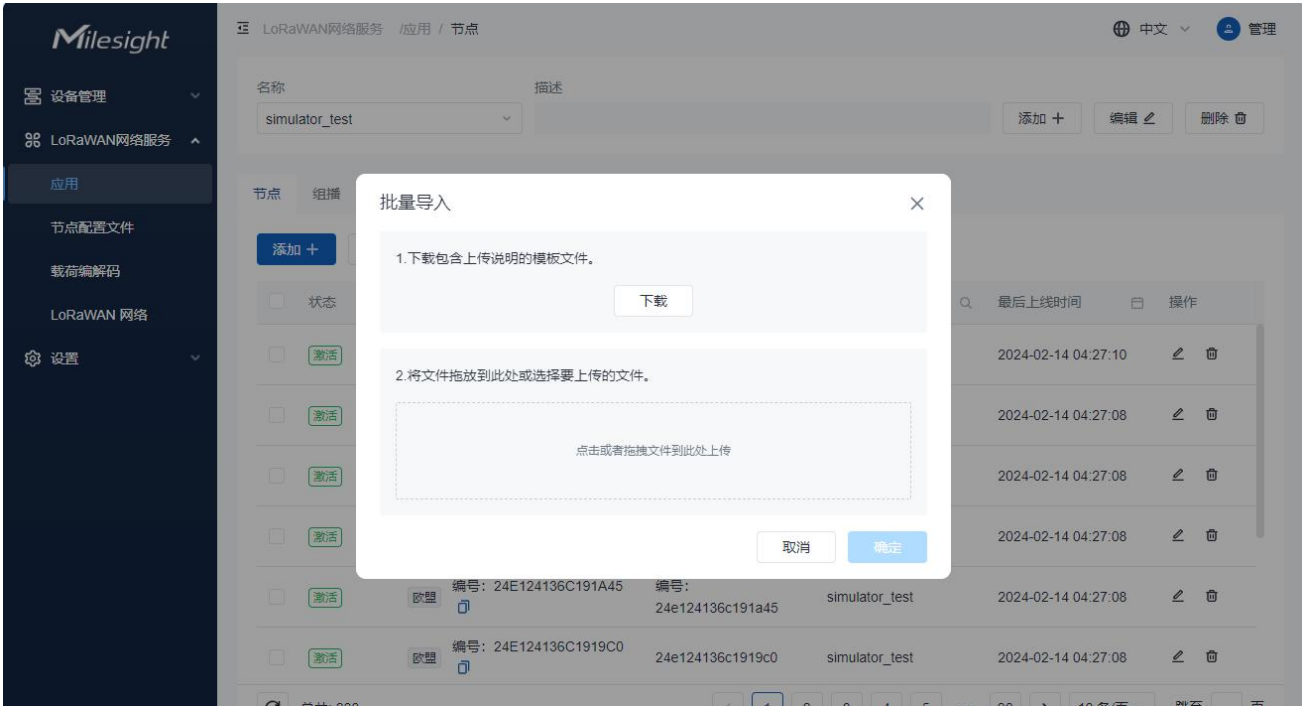 Milesight
LoRaWAN网络服务 /应用 / 节点
中文
管理
设备管理
LoRaWAN网络服务
应用
节点配置文件
载荷编解码
LoRaWAN 网络
设置
名称
描述
simulator_test
添加
编辑
删除
节点
组播
添加
批量导入
1.下载包含上传说明的模板文件。
下载
2.将文件拖放到此处或选择要上传的文件。
点击或者拖拽文件到此处上传
取消
确定
状态
最后上线时间
操作
激活
2024-02-14 04:27:10
激活
2024-02-14 04:27:08
激活
2024-02-14 04:27:08
激活
2024-02-14 04:27:08
激活
欧盟
编号：24E124136C191A45
编号：
24e124136c191a45
simulator_test
2024-02-14 04:27:08
激活
欧盟
编号：24E124136C1919C0
24e124136c1919c0
simulator_test
2024-02-14 04:27:08